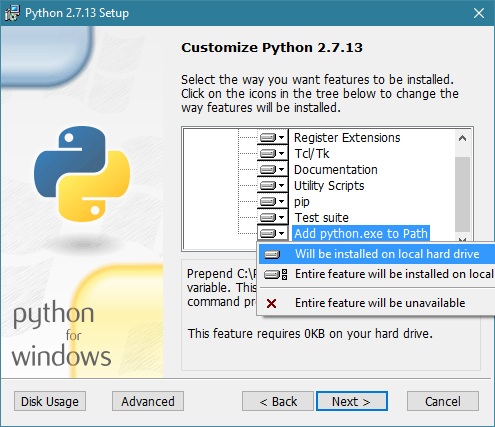 Python 2.7.13 Setup
Customize Python 2.7.13
Select the way you want features to be installed.
Click on the icons in the tree below to change the
way features will be installed.
Register Extensions
Tcl/Tk
Documentation
Utility Scripts
pip
Test suite
Add python.exe to Path
Will be installed on local hard drive
Entire feature will be installed on local
Entire feature will be unavailable
Prepend C:\
variable. This
command
This feature requires 0KB on your hard drive.
python
for
windows
Disk Usage
Advanced
< Back
Next >
Cancel